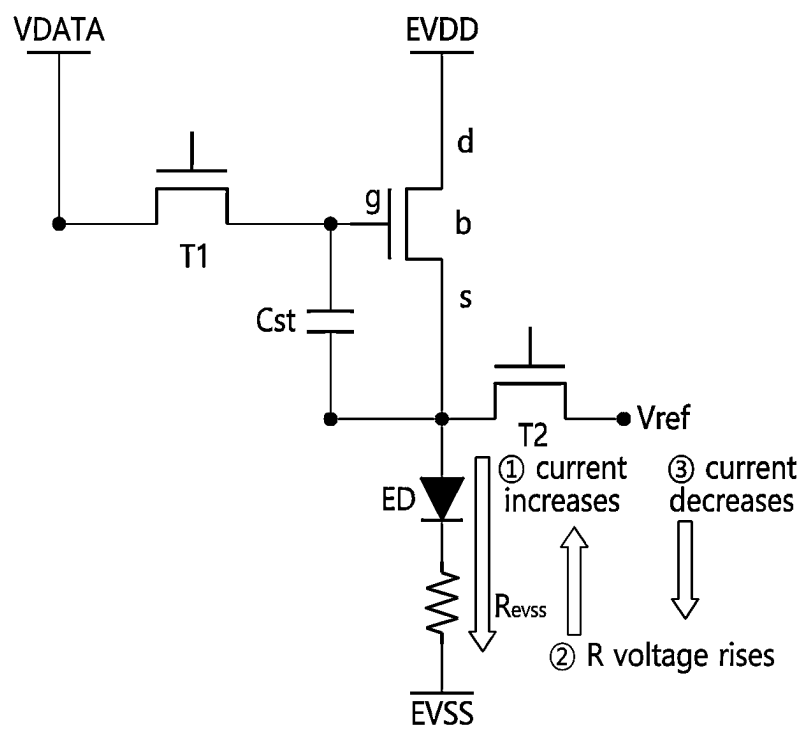 VDATA
EVDD
d
g
b
T1
s
Cst
Vref
T2
① current
increases
③ current
decreases
ED
Revss
② R voltage rises
EVSS